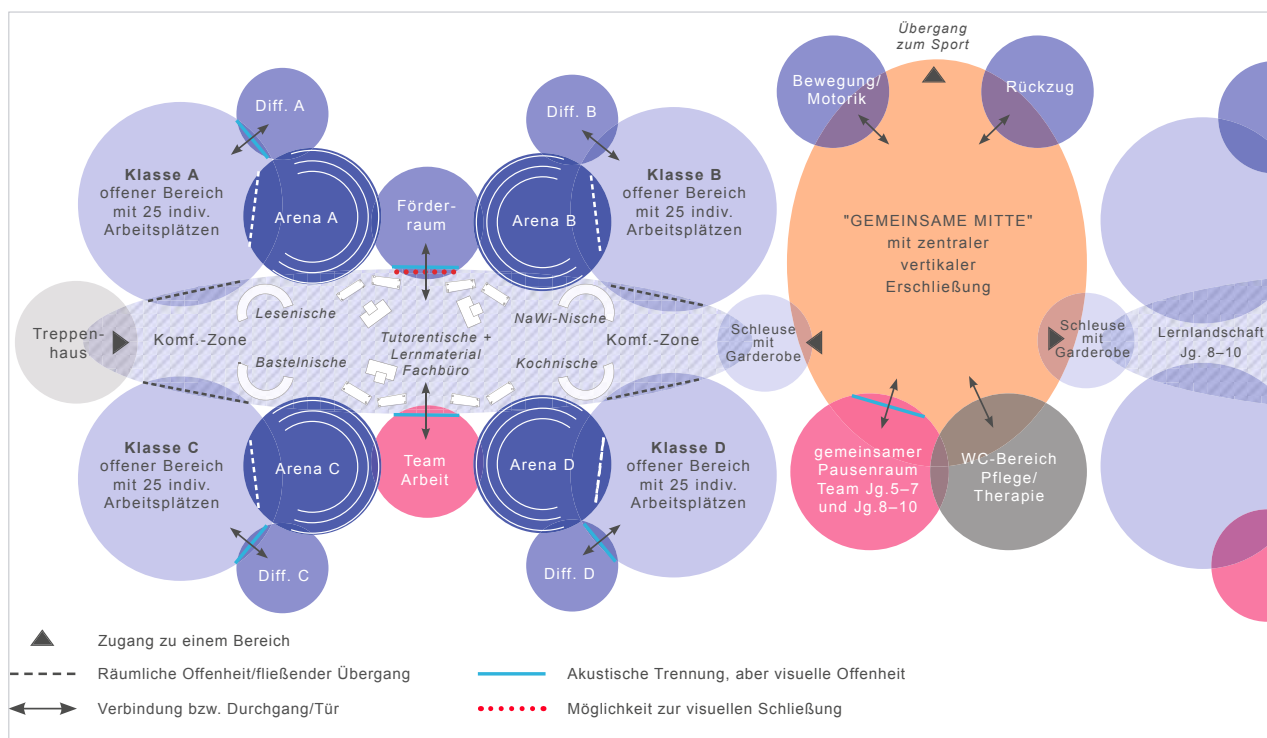 Übergang
zum Sport
Bewegung/
Motorik
Rückzug
Diff. A
Diff. B
Klasse A
offener Bereich
mit 25 indiv.
Arbeitsplätzen
Arena A
Förder-
raum
Arena B
Klasse B
offener Bereich
mit 25 indiv.
Arbeitsplätzen
"GEMEINSAME MITTE"
mit zentraler
vertikaler
Erschließung
Treppen-
haus
Komf.-Zone
Lesenische
Bastelnische
Tutorentische +
Lernmaterial
Fachbüro
NaWi-Nische
Kochnische
Komf.-Zone
Schleuse
mit
Garderobe
Schleuse
mit
Garderobe
Lernlandschaft
Jg. 8–10
Klasse C
offener Bereich
mit 25 indiv.
Arbeitsplätzen
Arena C
Team
Arbeit
Arena D
Klasse D
offener Bereich
mit 25 indiv.
Arbeitsplätzen
gemeinsamer
Pausenraum
Team Jg.5–7
und Jg.8–10
WC-Bereich
Pflege/
Therapie
Diff. C
Diff. D
Zugang zu einem Bereich
Räumliche Offenheit/fließender Übergang
Verbindung bzw. Durchgang/Tür
Akustische Trennung, aber visuelle Offenheit
Möglichkeit zur visuellen Schließung